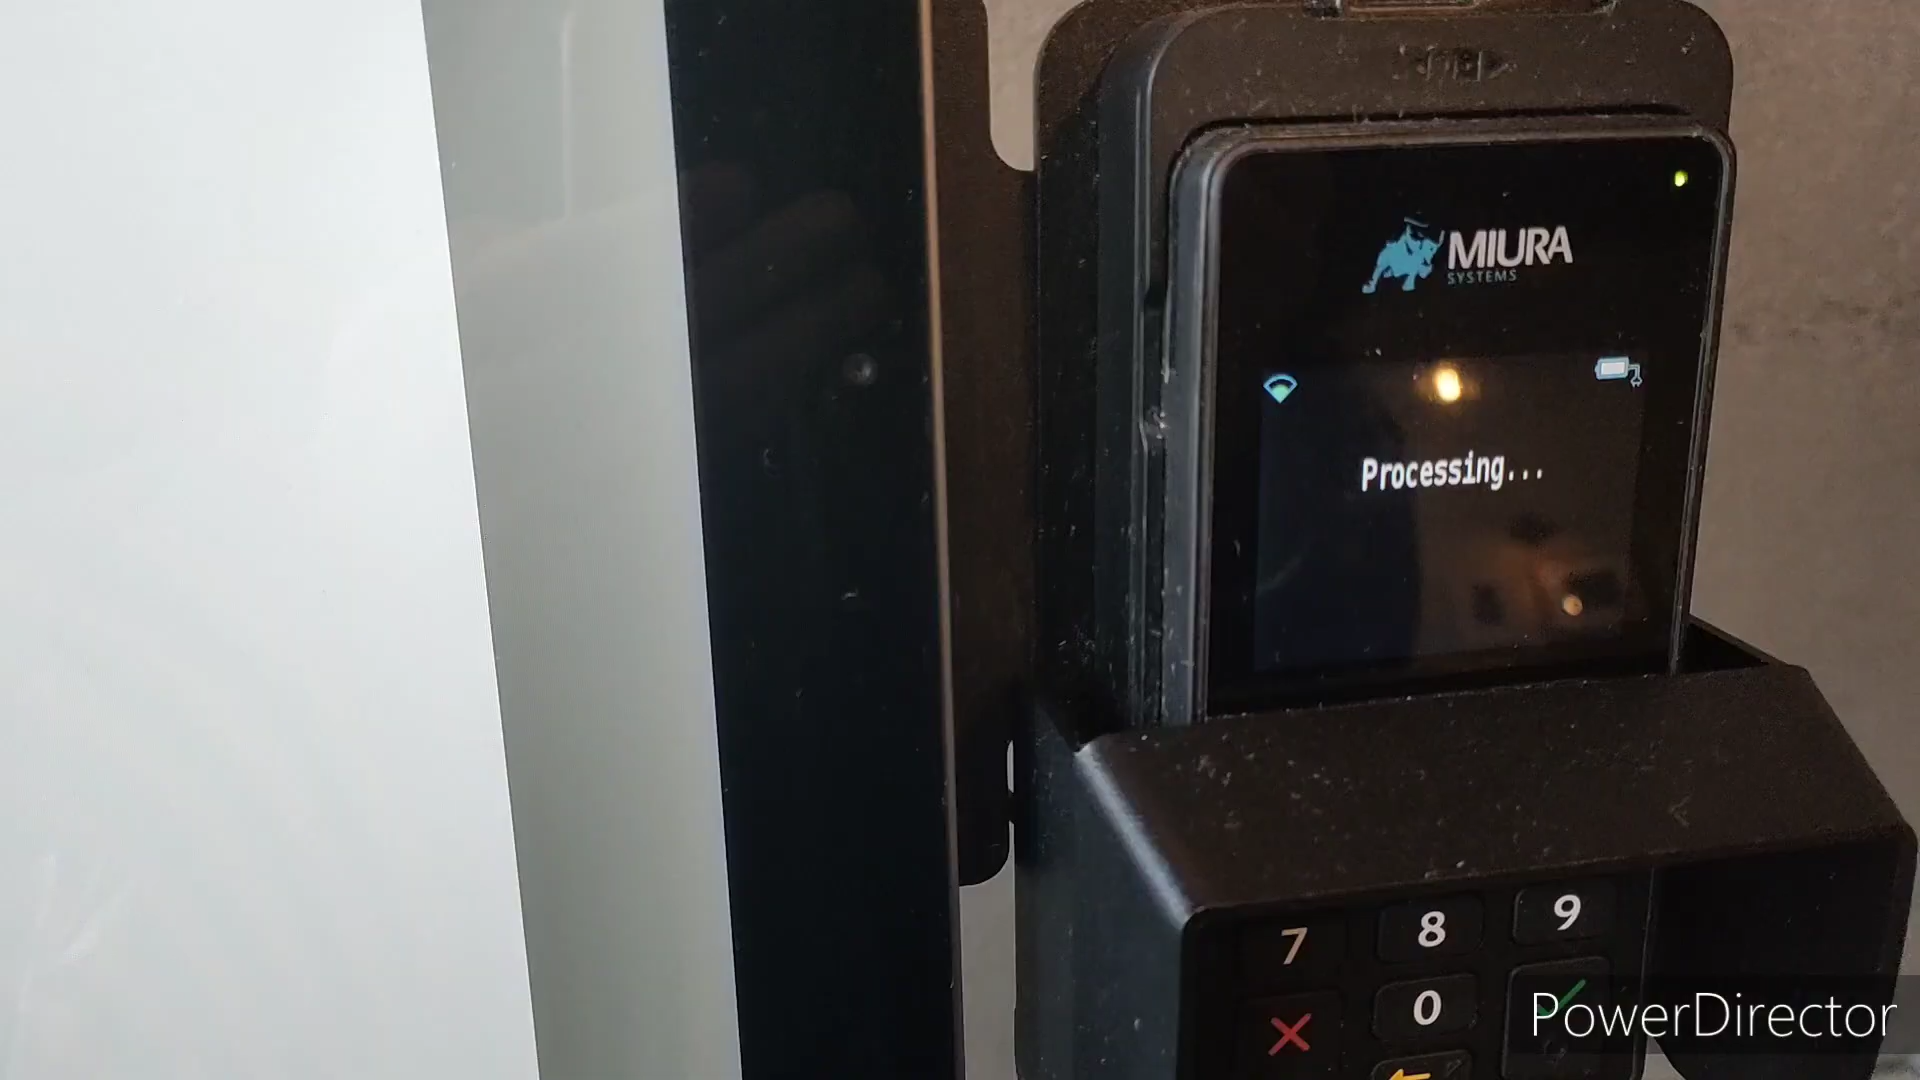 MIURA
SYSTEMS
Processing...
7 8 9
0
PowerDirector